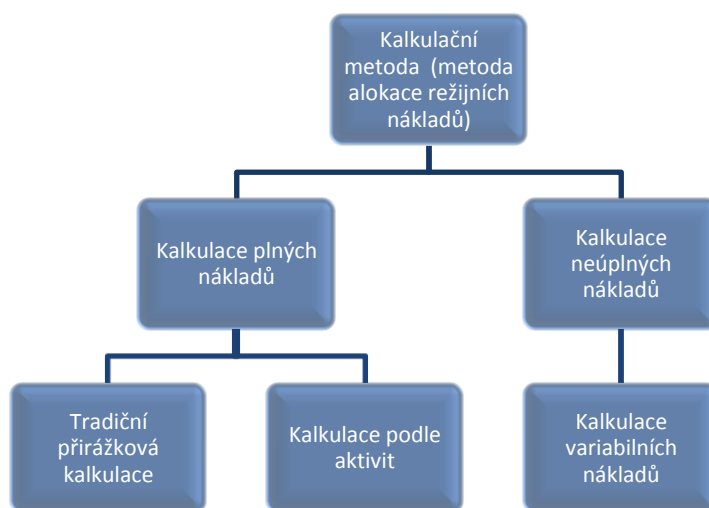 Kalkulační
metoda (metoda
alokace režijních
nákladů)
Kalkulace plných
nákladů
Kalkulace
neúplných
nákladů
Tradiční
přirážková
kalkulace
Kalkulace podle
aktivit
Kalkulace
variabilních
nákladů